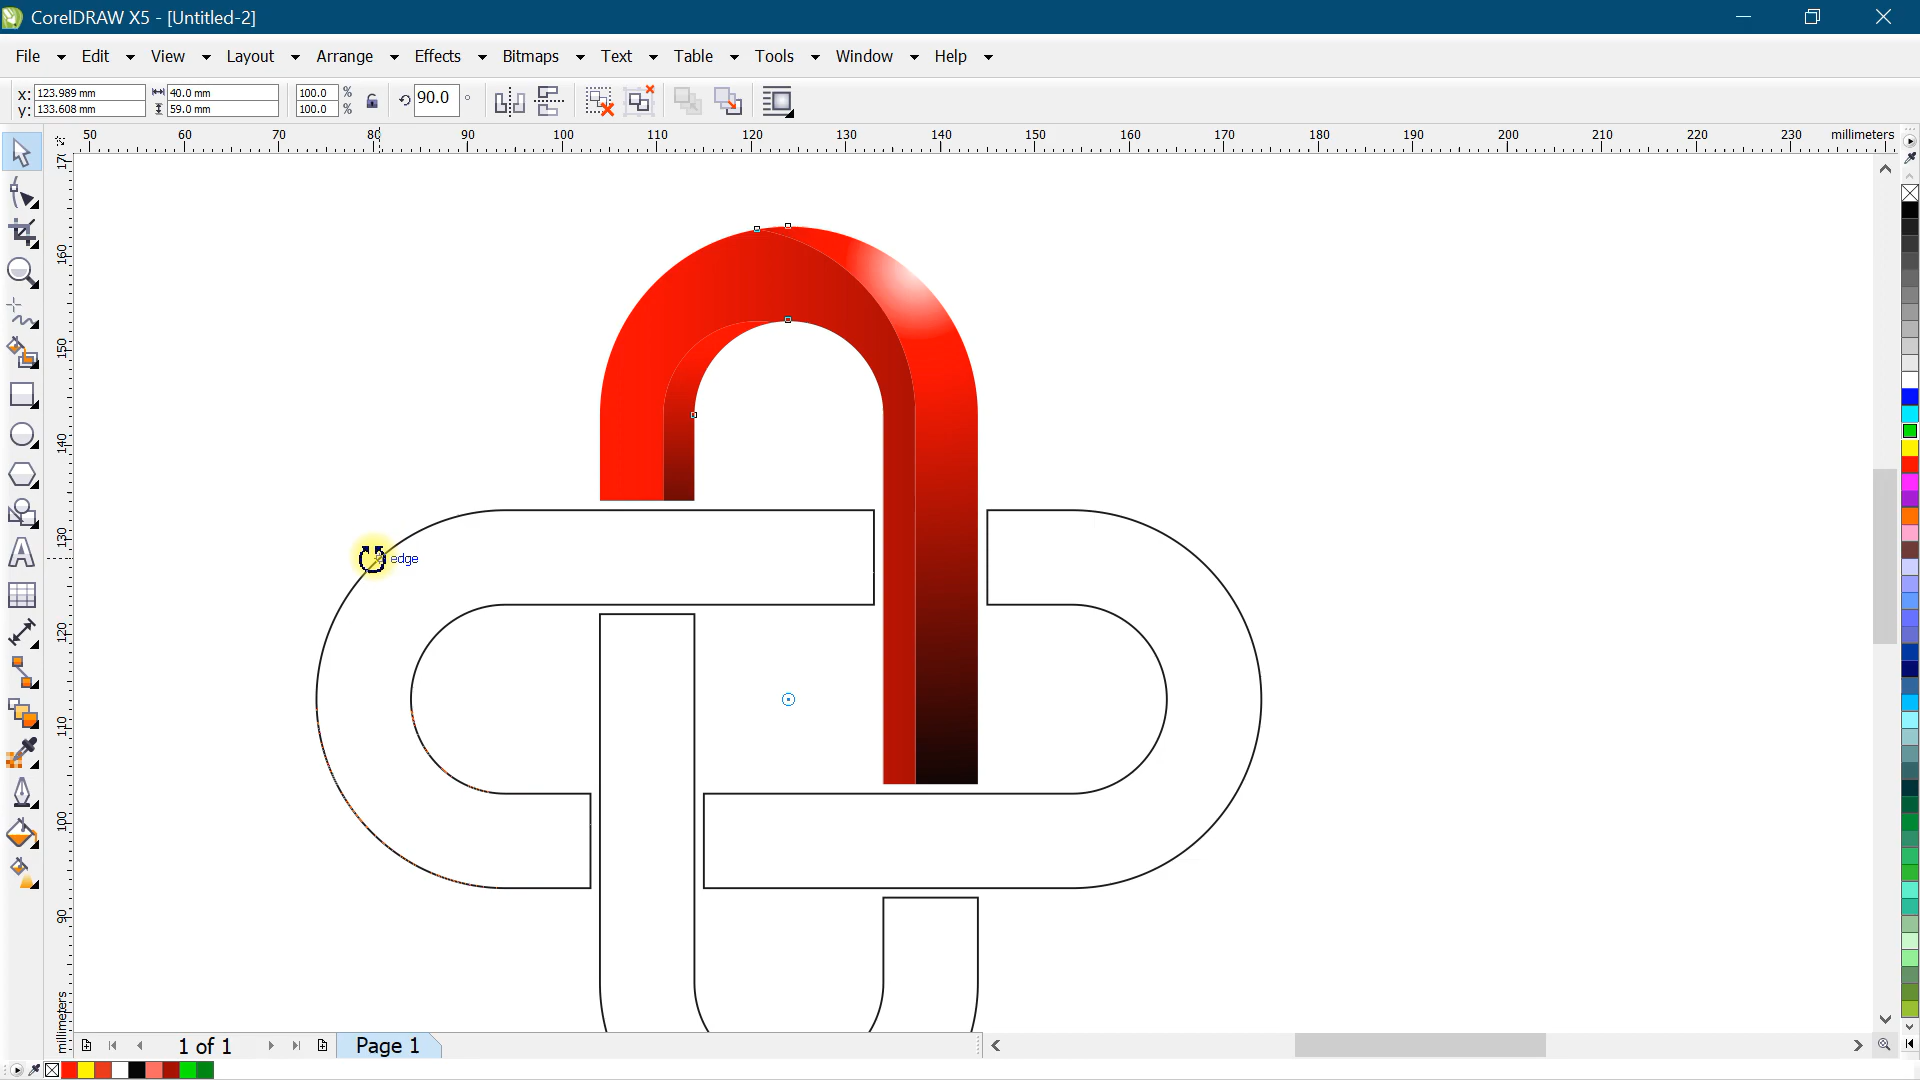 CorelDRAW X5 - [Untitled-2]
File Edit View Layout Arrange Effects Bitmaps Text Table Tools Window Help
x: 123.989 mm 40.0 mm 100.0 % 90.0 °
y: 133.608 mm 59.0 mm 100.0 %
50 60 70 80 90 100 110 120 130 140 150 160 170 180 190 200 210 220 230 millimeters
170
160
150
140
130
120
110
100
90
millimeters
edge
1 of 1 Page 1